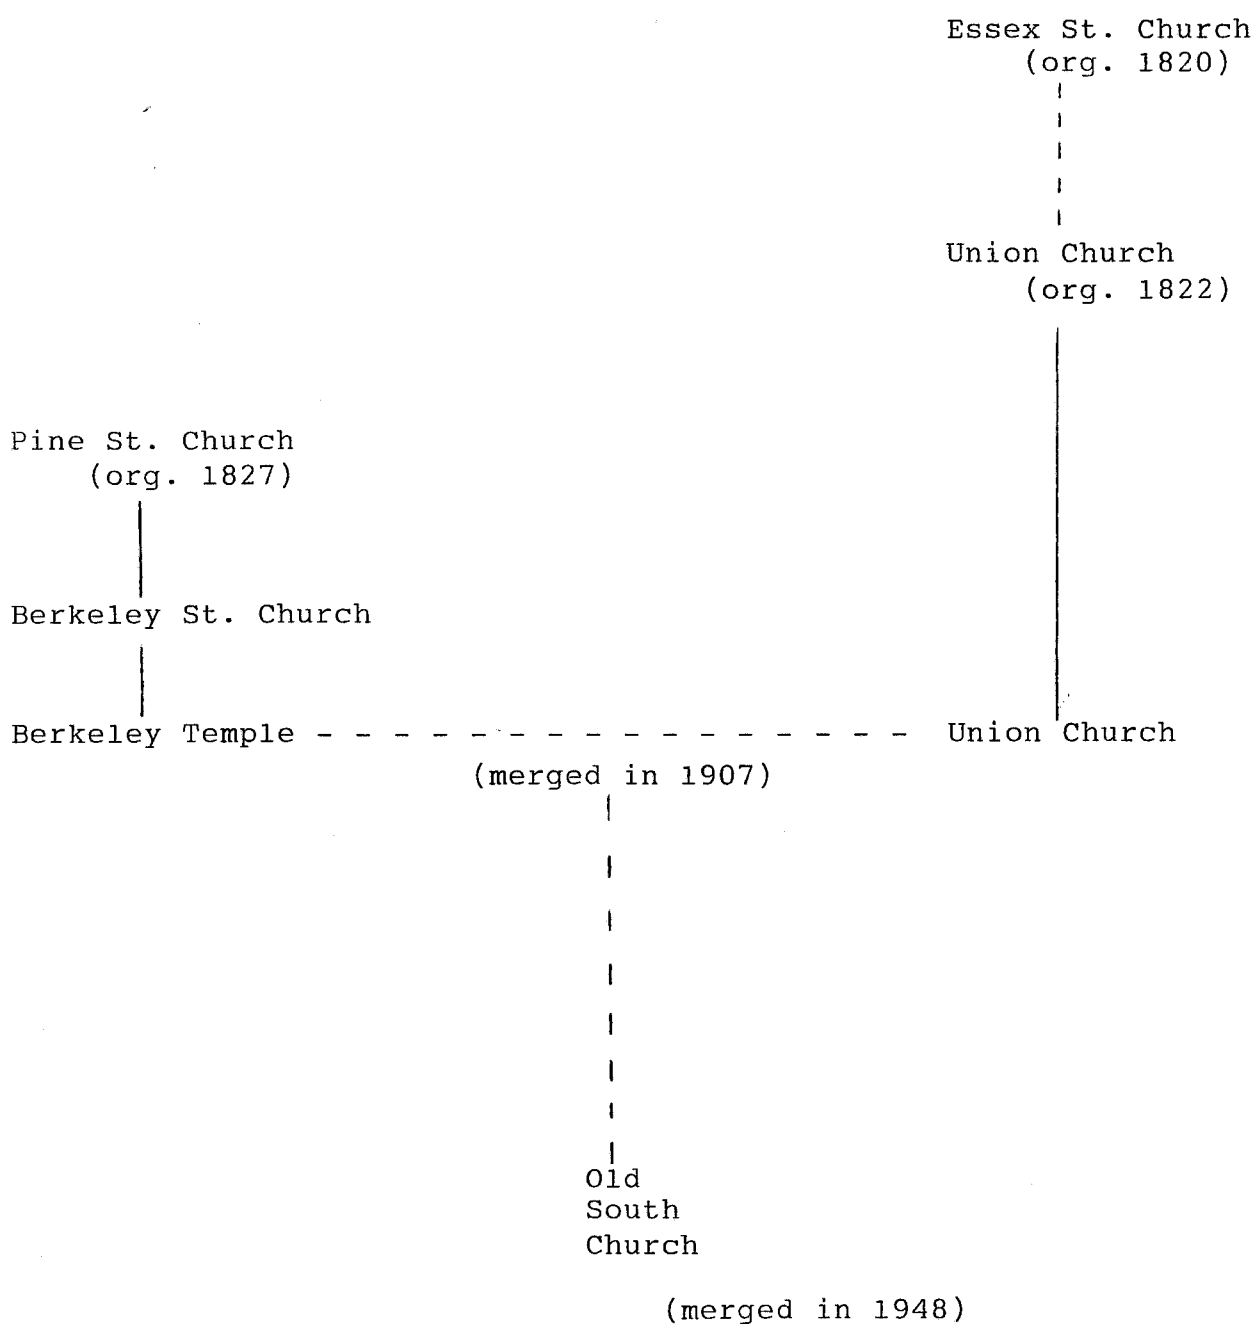 Essex St. Church
(org. 1820)
Union Church
(org. 1822)
Pine St. Church
(org. 1827)
Berkeley St. Church
Berkeley Temple - - - - - - - - - - - - - - - - Union Church
(merged in 1907)
Old
South
Church
(merged in 1948)